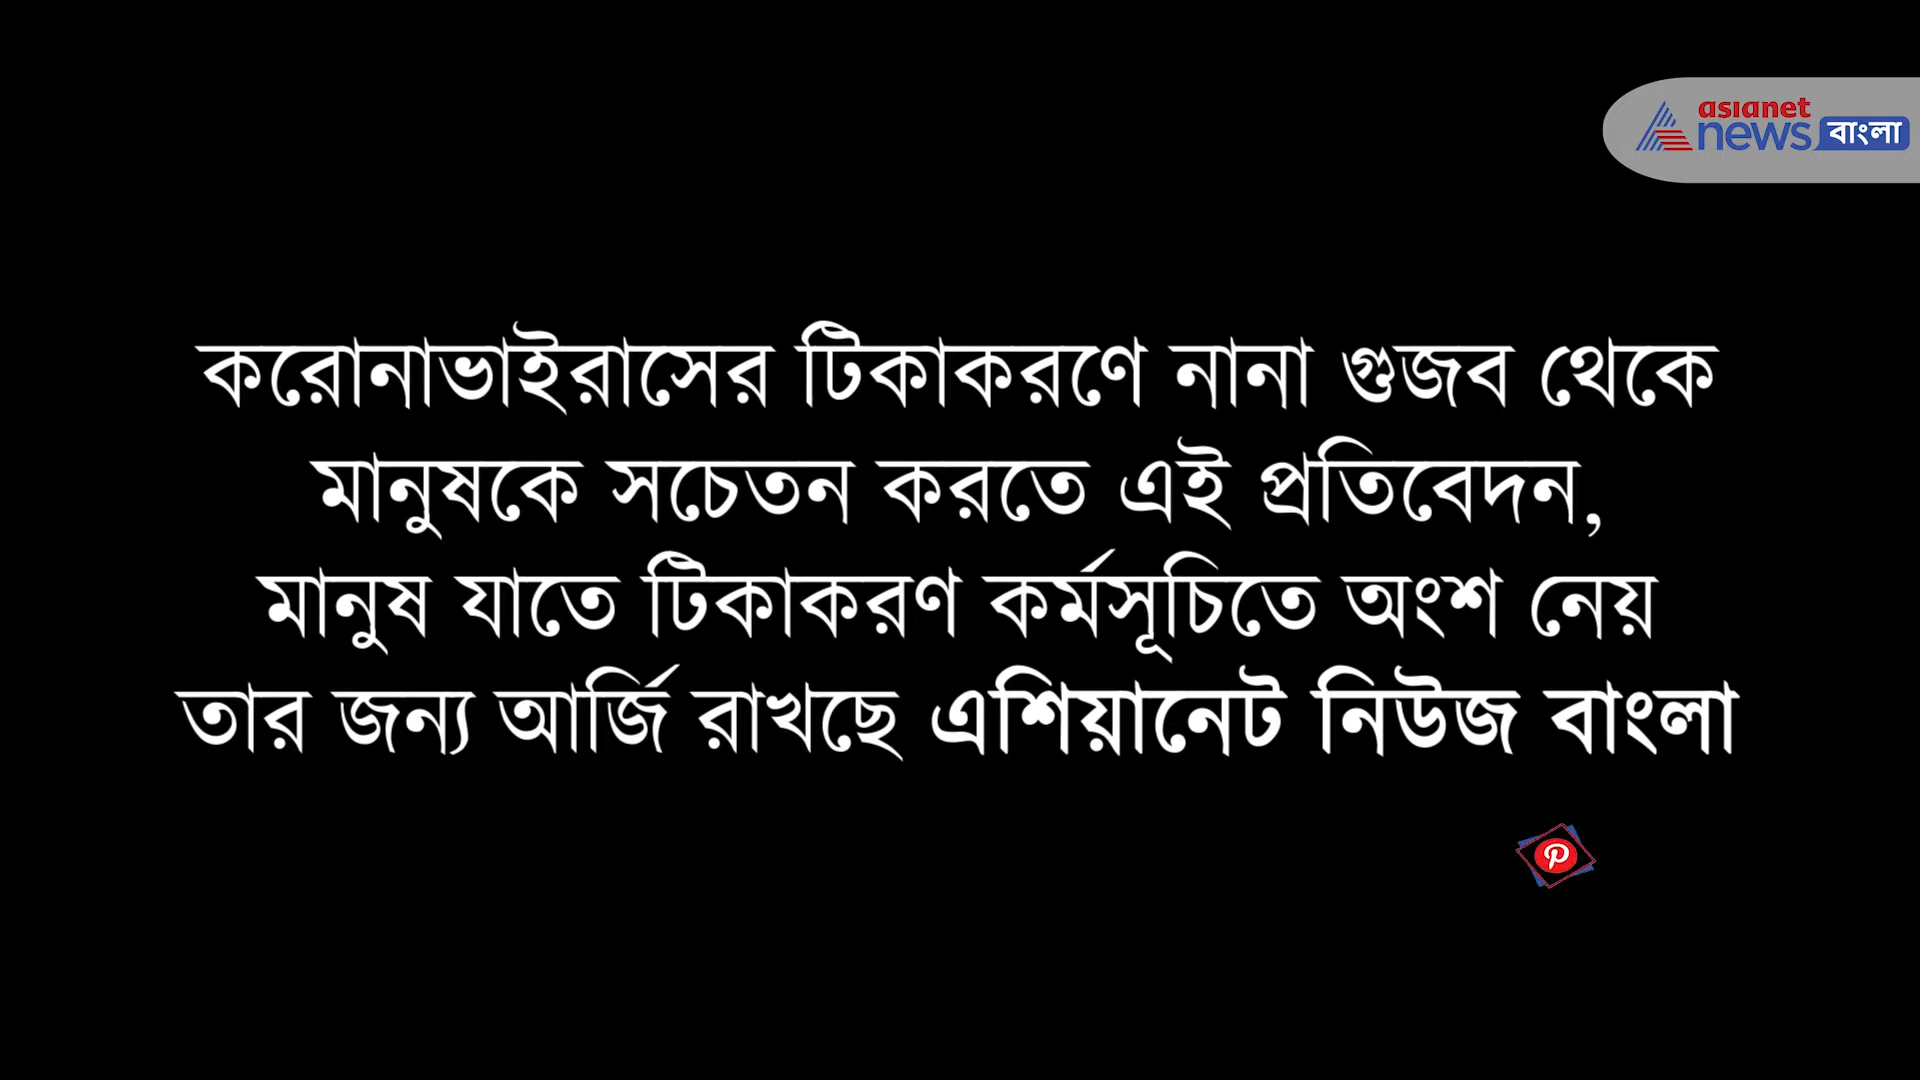 asianet
news বাংলা
করোনাভাইরাসের টিকাকরণে নানা গুজব থেকে
মানুষকে সচেতন করতে এই প্রতিবেদন,
মানুষ যাতে টিকাকরণ কর্মসূচিতে অংশ নেয়
তার জন্য আর্জি রাখছে এশিয়ানেট নিউজ বাংলা